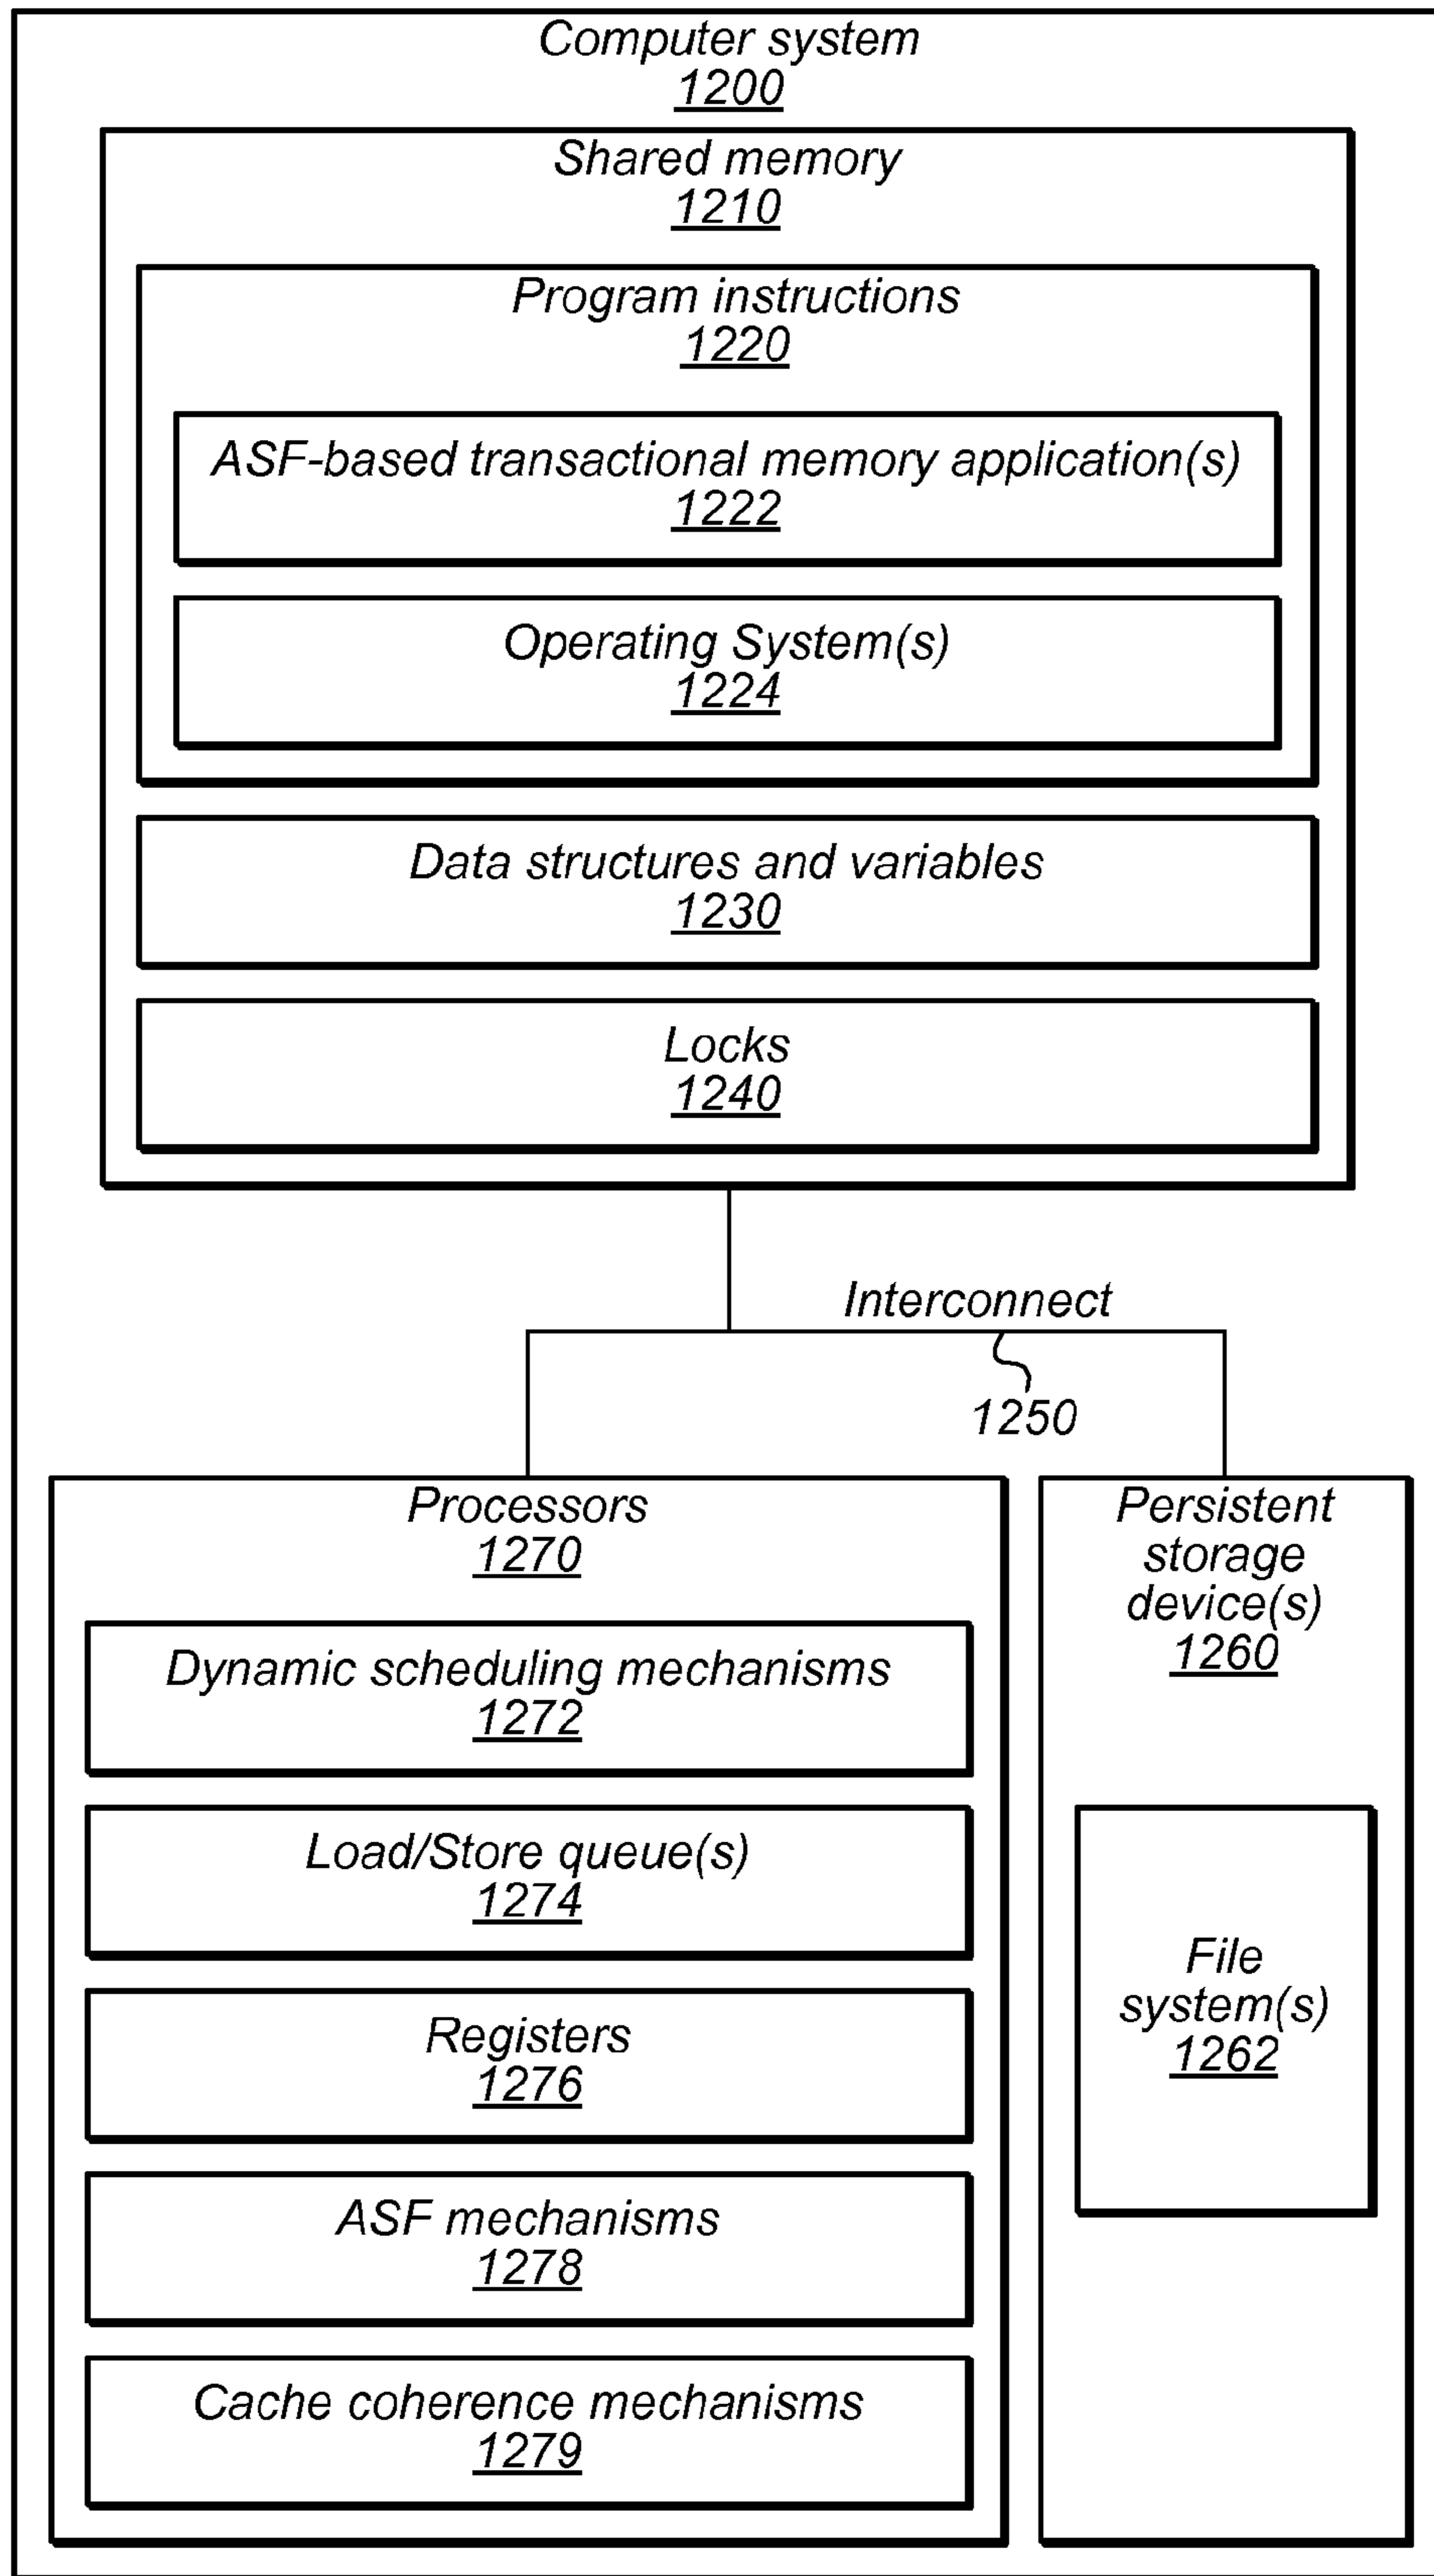 Computer system
1200
Shared memory
1210
Program instructions
1220
ASF-based transactional memory application(s)
1222
Operating System(s)
1224
Data structures and variables
1230
Locks
1240
Interconnect
1250
Processors
1270
Dynamic scheduling mechanisms
1272
Load/Store queue(s)
1274
Registers
1276
ASF mechanisms
1278
Cache coherence mechanisms
1279
Persistent
storage
device(s)
1260
File
system(s)
1262